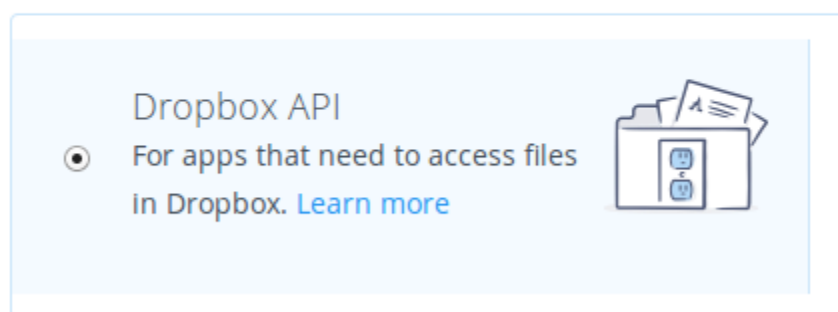 Dropbox API
For apps that need to access files
in Dropbox. Learn more